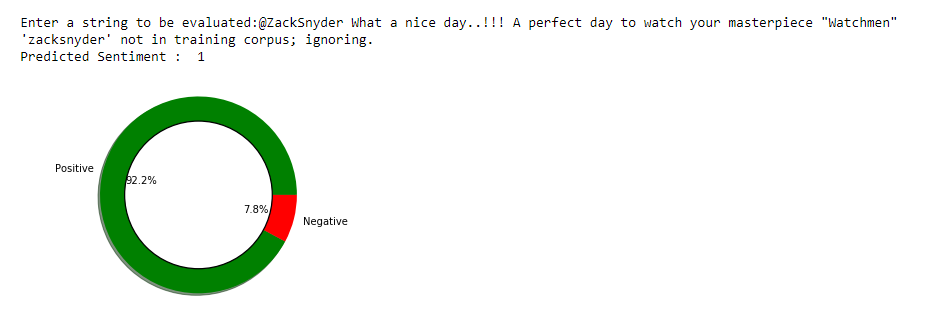 Enter a string to be evaluated:@ZackSnyder What a nice day..!!! A perfect day to watch your masterpiece "Watchmen"
'zacksnyder' not in training corpus; ignoring.
Predicted Sentiment :  1
Positive
92.2%
7.8%
Negative